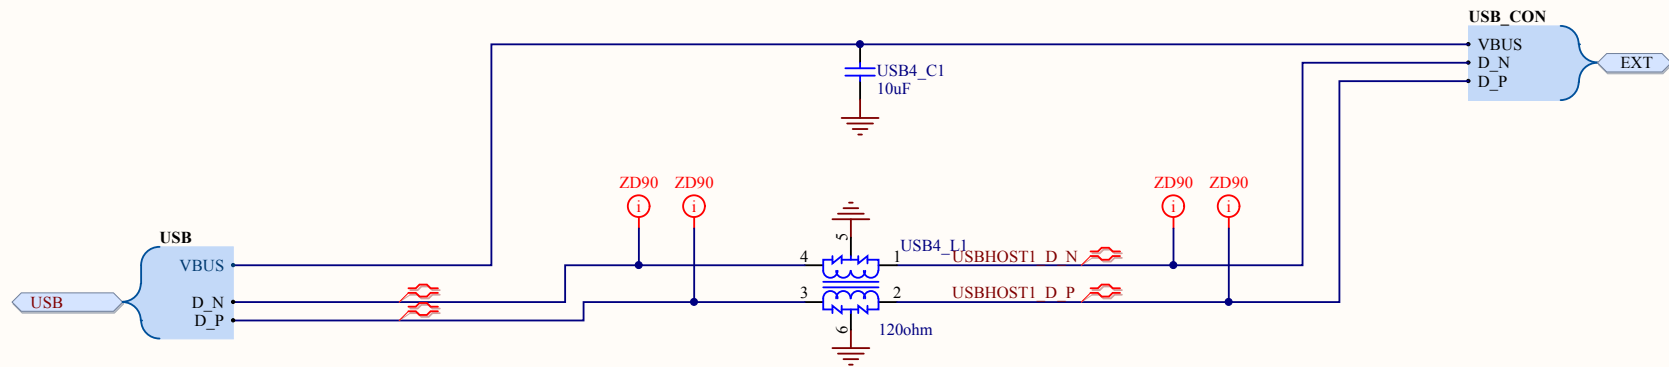 USB_CON
VBUS
D_N
D_P
EXT
USB4_C1
10uF
ZD90
ZD90
ZD90
ZD90
i
i
i
i
USB
VBUS
D_N
D_P
USB
5
USB4_L1
4
1
USBHOST1_D_N
3
2
USBHOST1_D_P
6
120ohm